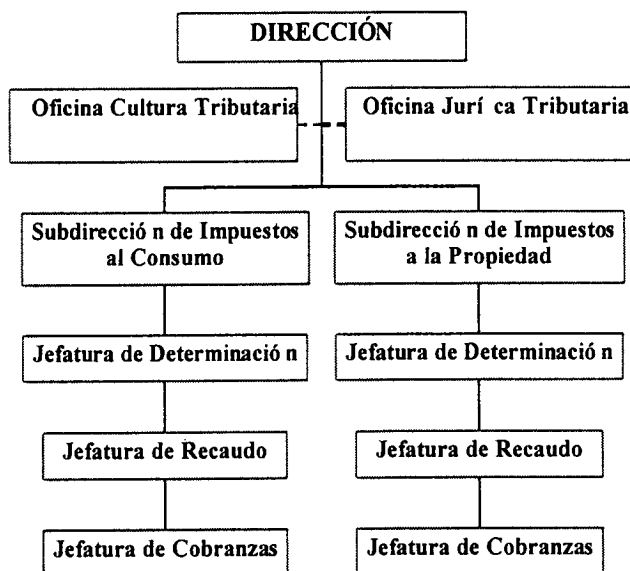 DIRECCIÓN
Oficina Cultura Tributaria
Oficina Jurí ca Tributaria
Subdirecció n de Impuestos
al Consumo
Subdirecció n de Impuestos
a la Propiedad
Jefatura de Determinació n
Jefatura de Determinació n
Jefatura de Recaudo
Jefatura de Recaudo
Jefatura de Cobranzas
Jefatura de Cobranzas